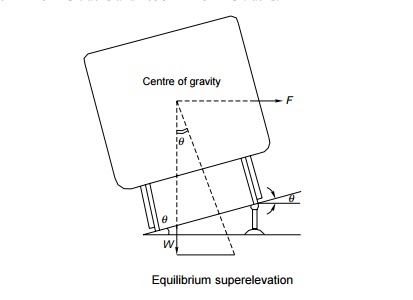 Centre of gravity
F
θ
θ
θ
W
Equilibrium superelevation